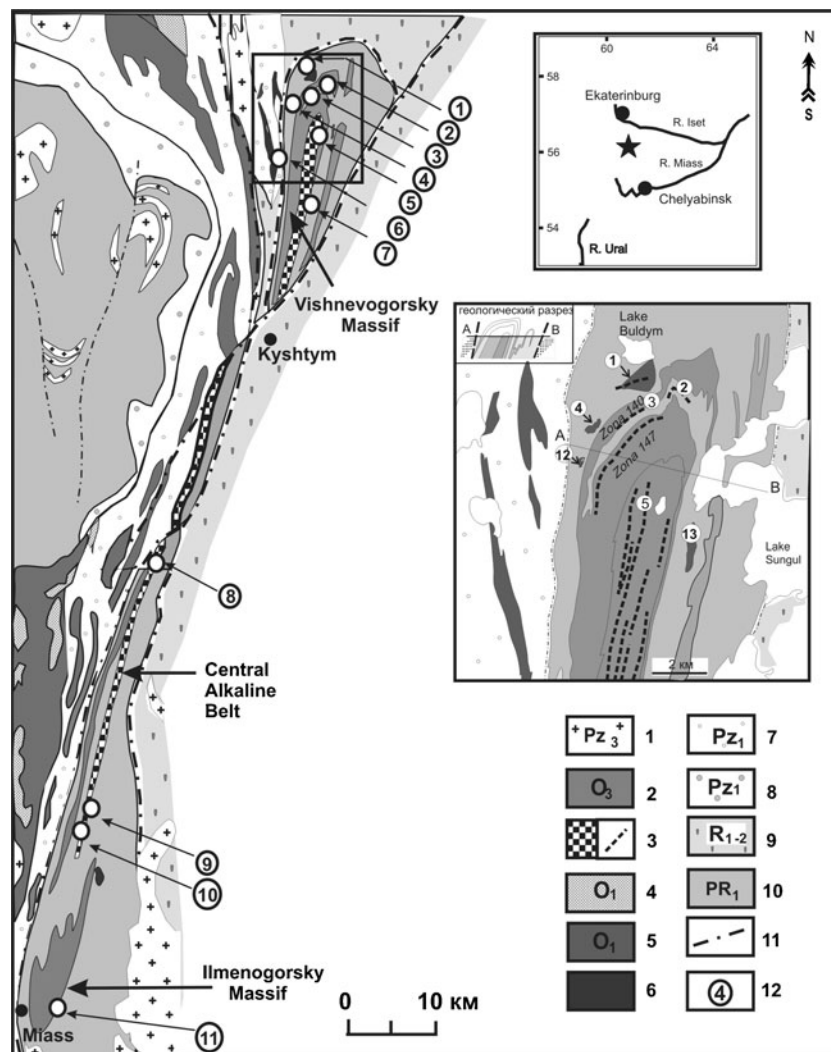 1
2
3
4
5
6
7
Vishnevogorsky
Massif
Kyshtym
8
Central
Alkaline
Belt
9
10
Ilmenogorsky
Massif
Miass
11
0 10 км
60 64
58
56
54
Ekaterinburg
R. Iset
R. Miass
Chelyabinsk
R. Ural
N
S
геологический разрез
A B
Lake
Buldym
1
2
3
4
Zona 140
A
12
Zona 147
B
5
13
Lake
Sungul
2 км
Pz3 1
O3 2
3
O1 4
O1 5
6
Pz1 7
Pz1 8
R1-2 9
PR1 10
11
4 12